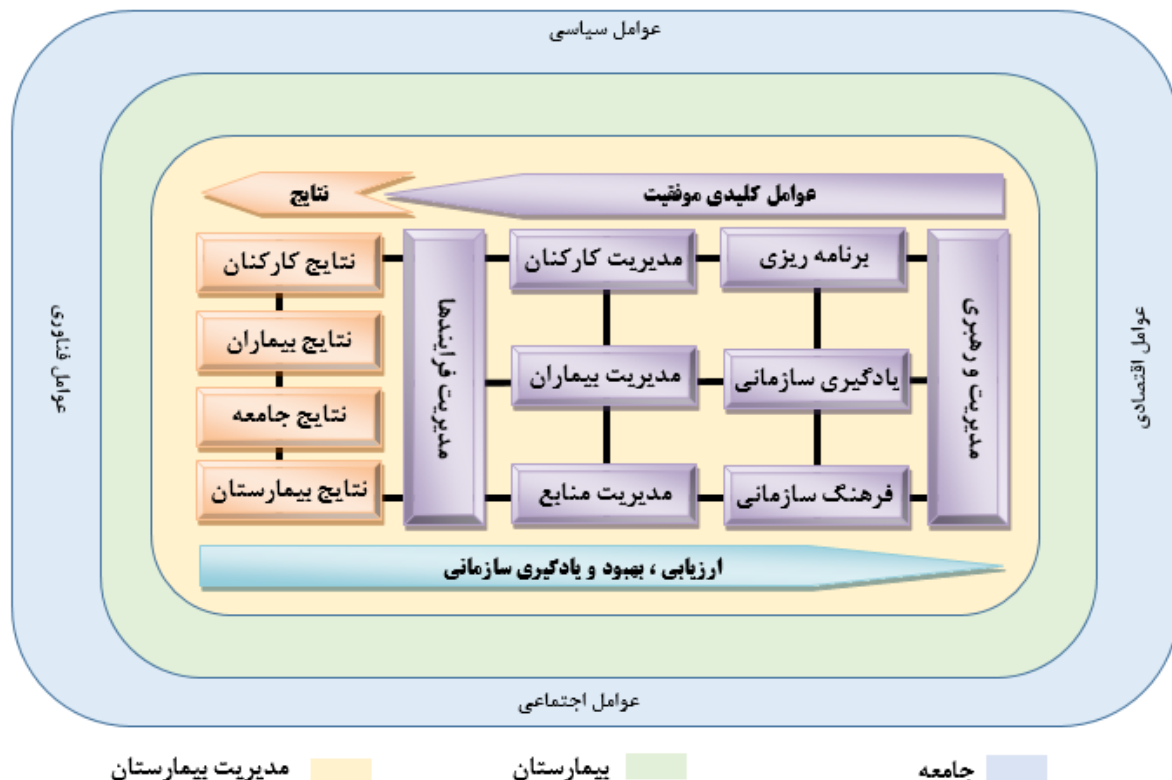 عوامل سیاسی
عوامل اقتصادی
عوامل فناوری
عوامل کلیدی موفقیت
نتایج
مدیریت و رهبری
برنامه ریزی
مدیریت کارکنان
مدیریت فرایندها
نتایج کارکنان
نتایج بیماران
یادگیری سازمانی
مدیریت بیماران
نتایج جامعه
فرهنگ سازمانی
مدیریت منابع
نتایج بیمارستان
ارزیابی ، بهبود و یادگیری سازمانی
عوامل اجتماعی
جامعه
بیمارستان
مدیریت بیمارستان